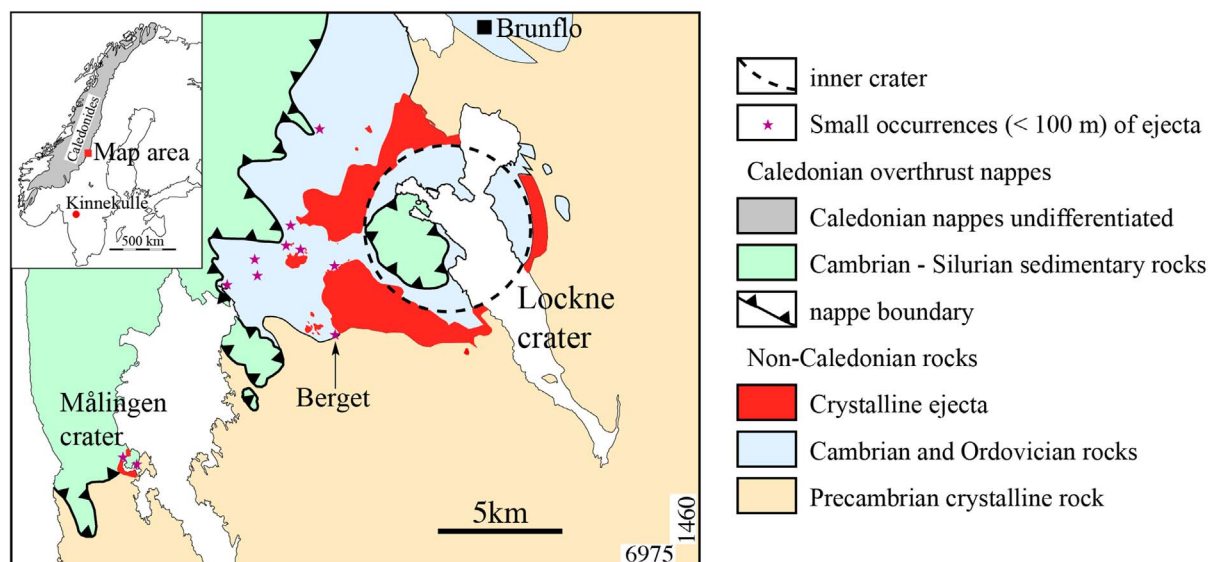 Brunflo
Caledonides
Map area
Kinnekulle
500 km
Lockne
crater
Berget
Målingen
crater
5km
1460
6975
inner crater
Small occurrences (< 100 m) of ejecta
Caledonian overthrust nappes
Caledonian nappes undifferentiated
Cambrian - Silurian sedimentary rocks
nappe boundary
Non-Caledonian rocks
Crystalline ejecta
Cambrian and Ordovician rocks
Precambrian crystalline rock